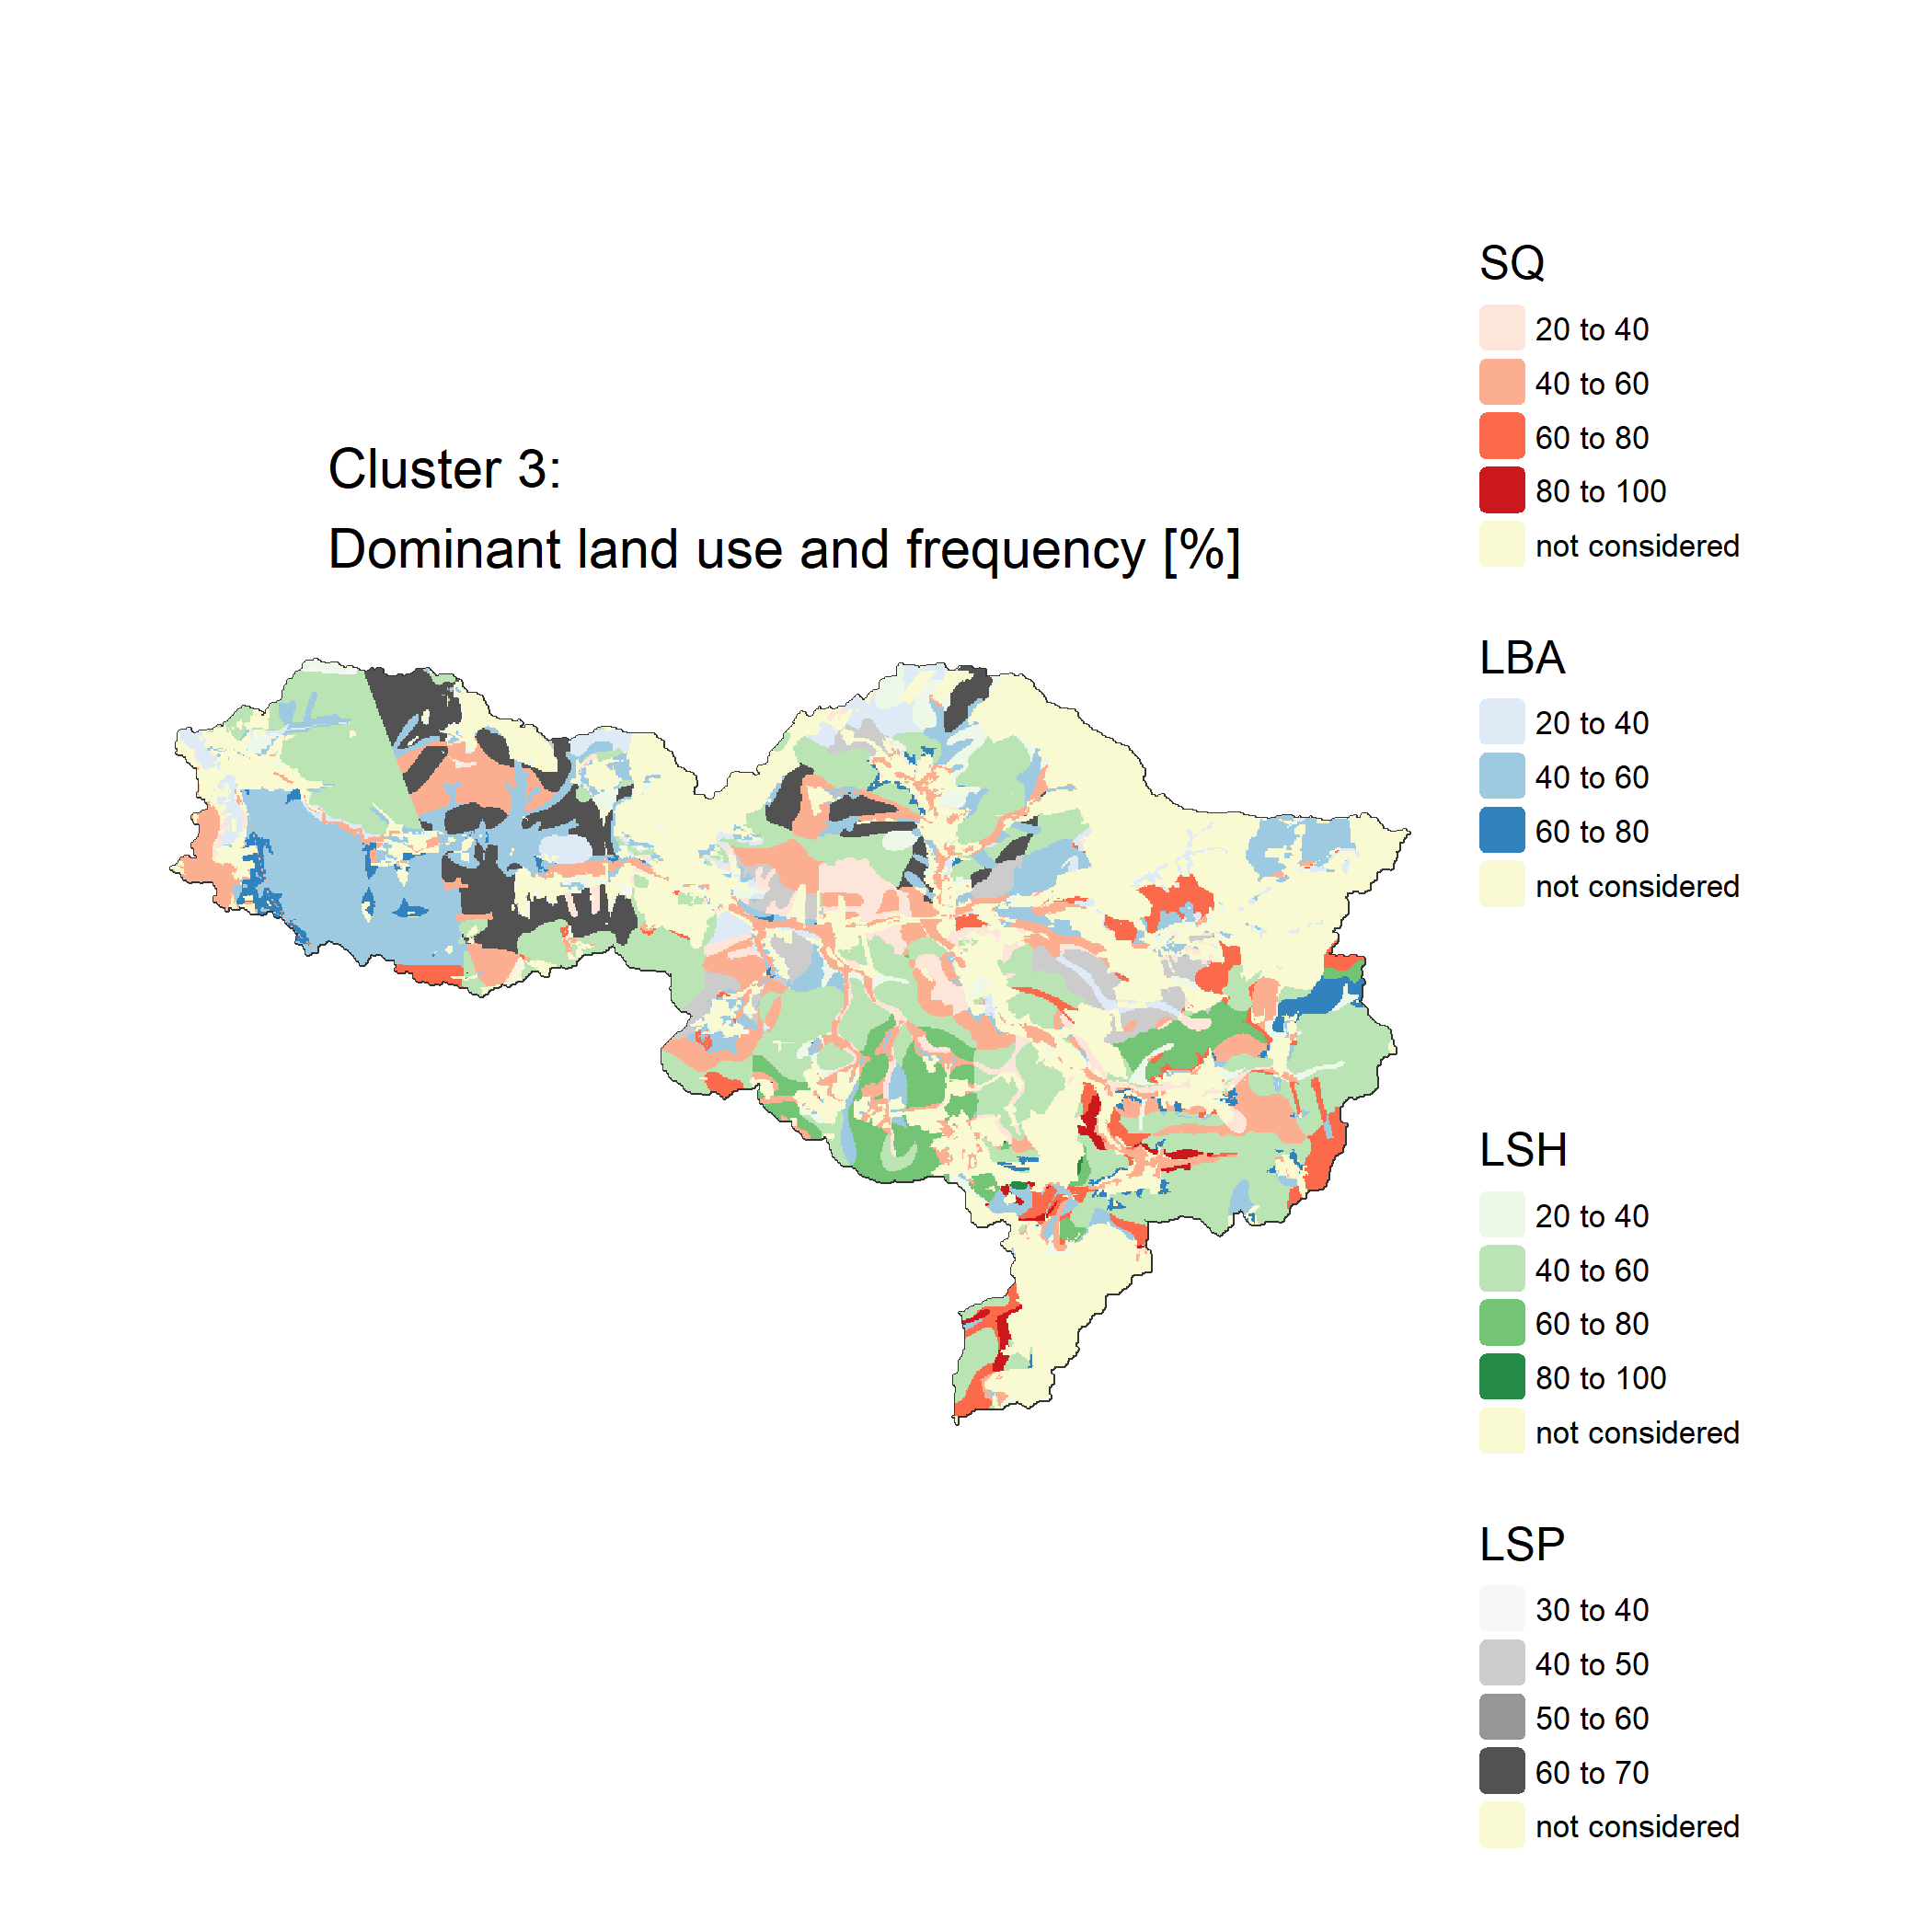 Cluster 3:
Dominant land use and frequency [%]
SQ
20 to 40
40 to 60
60 to 80
80 to 100
not considered
LBA
20 to 40
40 to 60
60 to 80
not considered
LSH
20 to 40
40 to 60
60 to 80
80 to 100
not considered
LSP
30 to 40
40 to 50
50 to 60
60 to 70
not considered